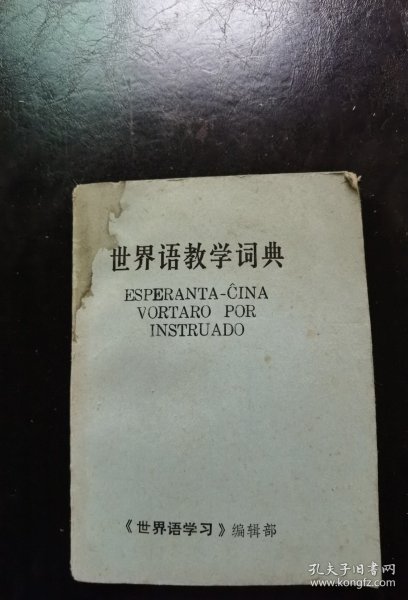 世界语教学词典
ESPERANTA-ĈINA
VORTARO POR
INSTRUADO
《世界语学习》编辑部
孔夫子旧书网
www.kongfz.com